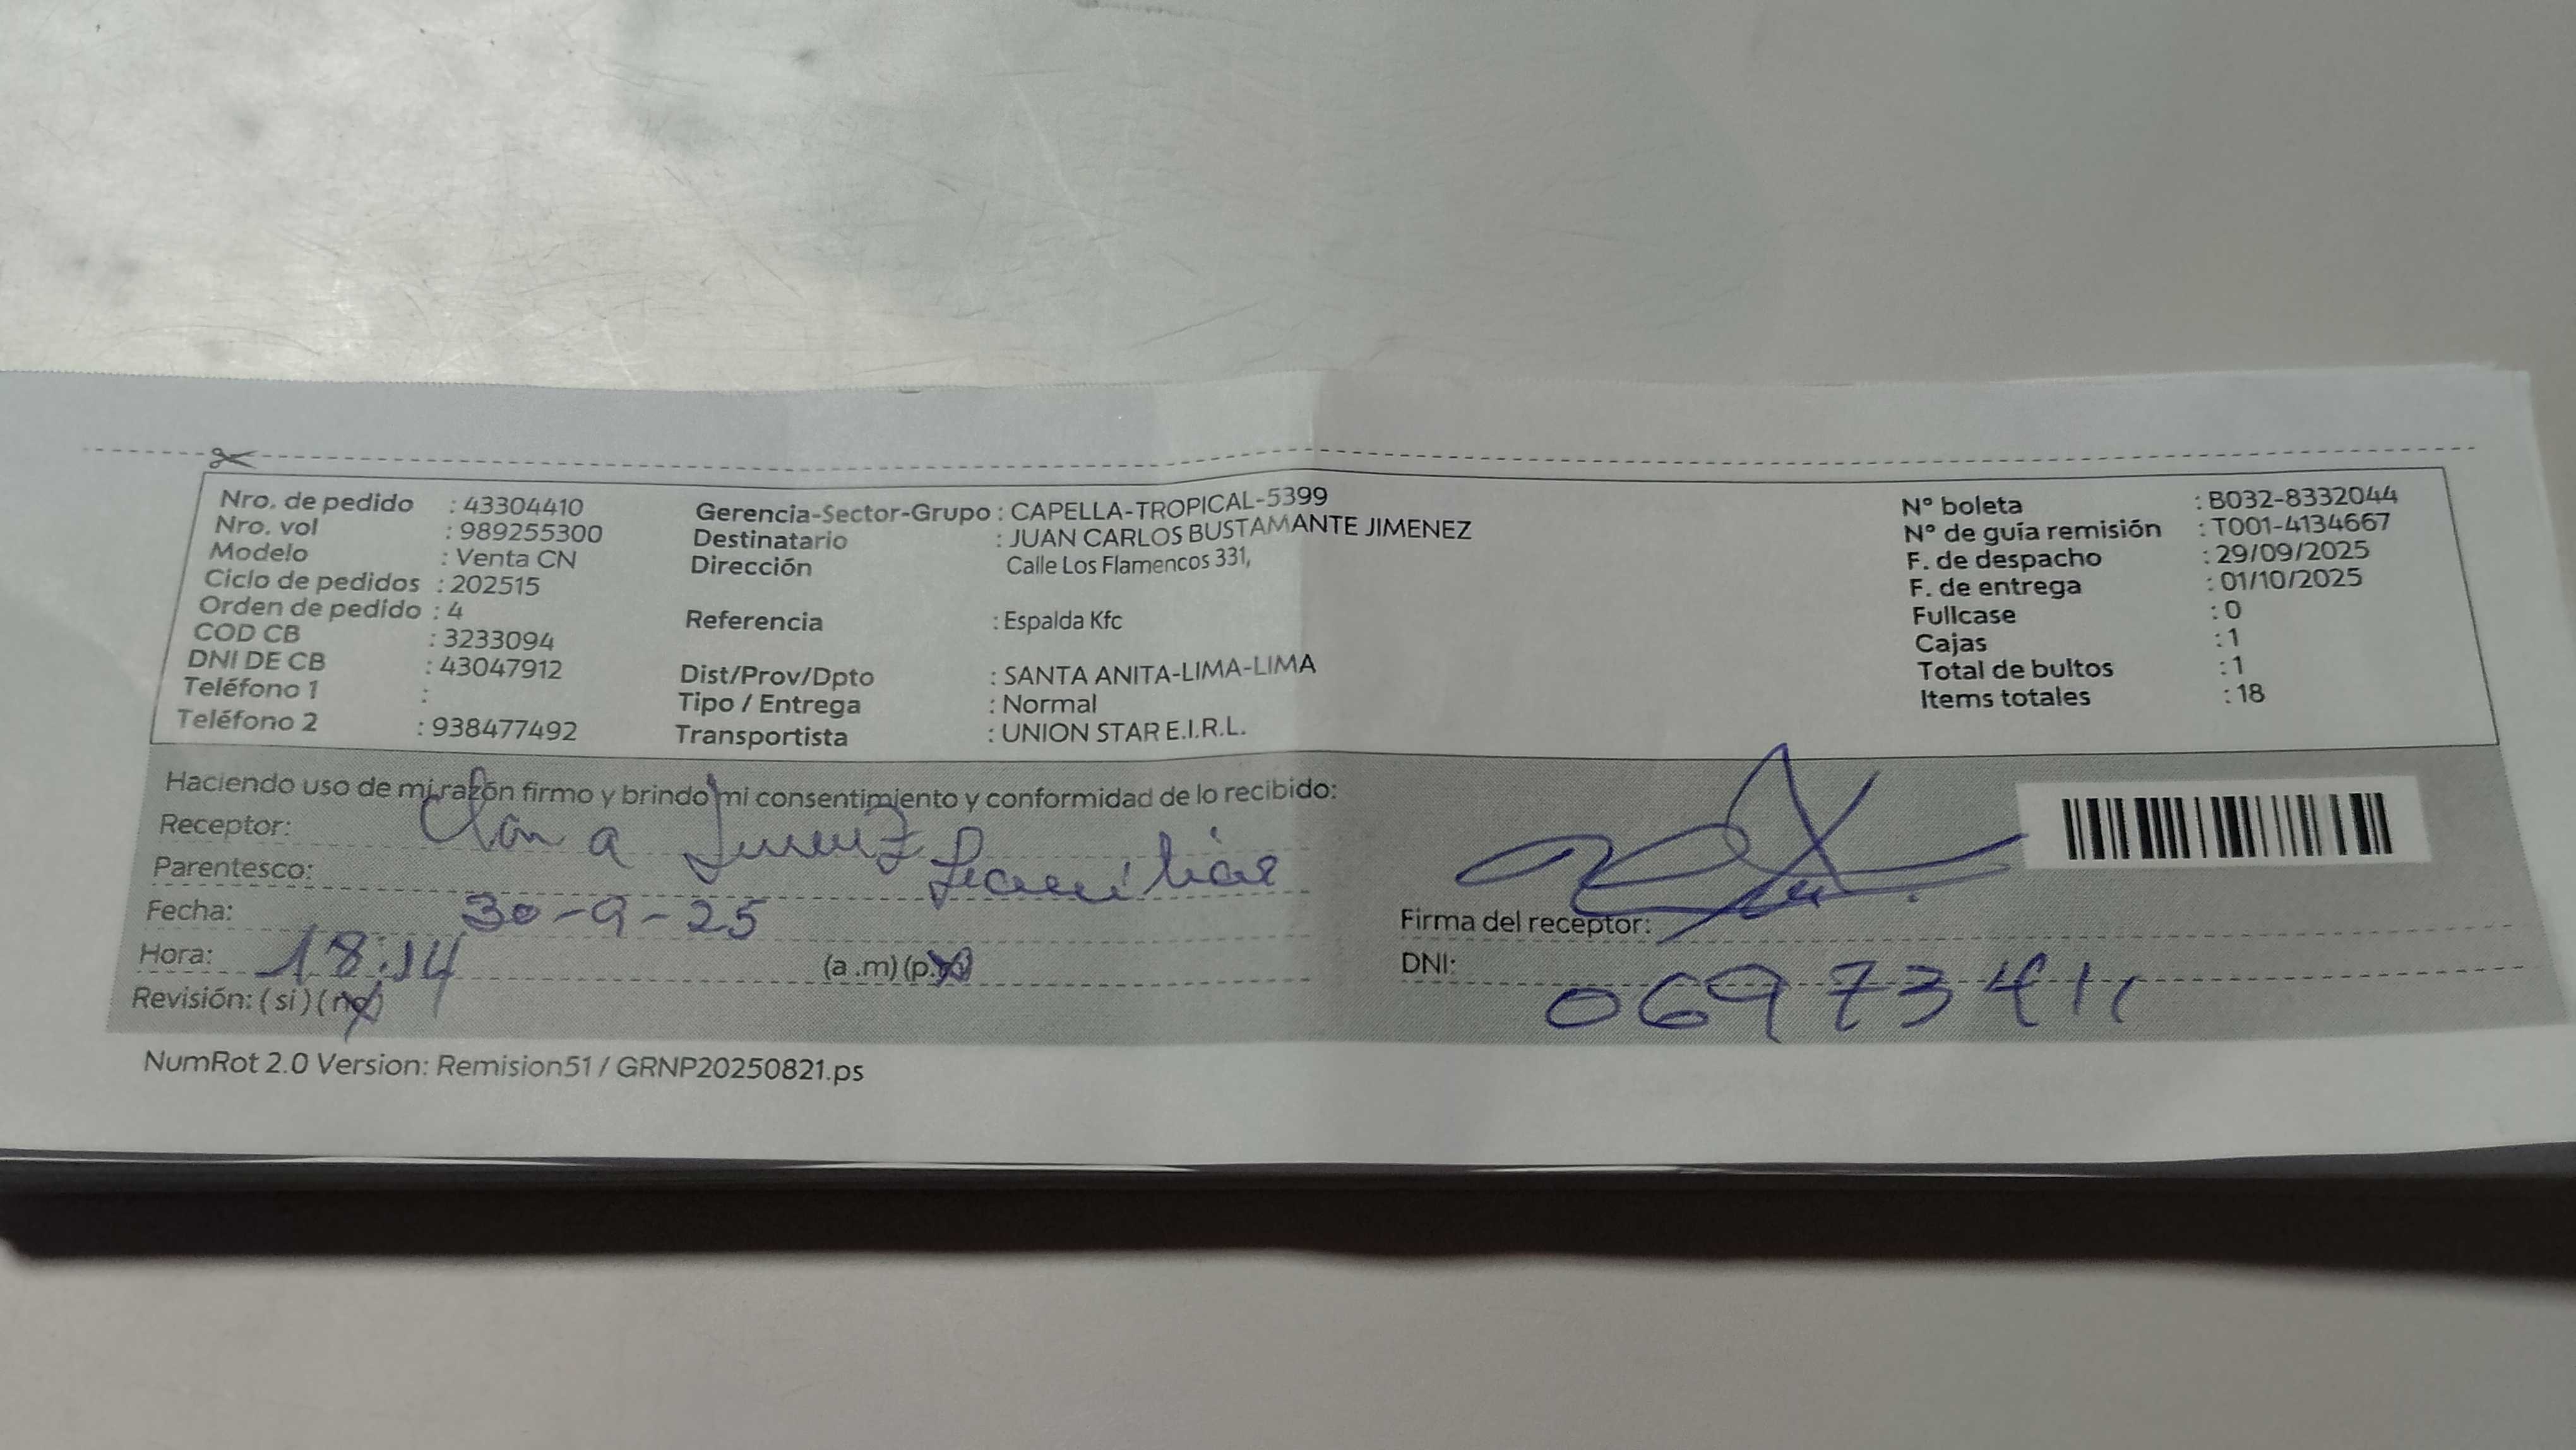 Nro. de pedido : 43304410
Nro. vol : 989255300
Modelo : Venta CN
Ciclo de pedidos : 202515
Orden de pedido : 4
COD CB : 3233094
DNI DE CB : 43047912
Teléfono 1 :
Teléfono 2 : 938477492
Gerencia-Sector-Grupo : CAPELLA-TROPICAL-5399
Destinatario : JUAN CARLOS BUSTAMANTE JIMENEZ
Dirección Calle Los Flamencos 331,
Referencia : Espalda Kfc
Dist/Prov/Dpto : SANTA ANITA-LIMA-LIMA
Tipo / Entrega : Normal
Transportista : UNION STAR E.I.R.L.
N° boleta : B032-8332044
N° de guía remisión : T001-4134667
F. de despacho : 29/09/2025
F. de entrega : 01/10/2025
Fullcase : 0
Cajas : 1
Total de bultos : 1
Items totales : 18
Haciendo uso de mi razón firmo y brindo mi consentimiento y conformidad de lo recibido:
Receptor:
Parentesco: Familiar
Fecha: 30-9-25
Hora: 18:14 (a .m) (p.m)
Revisión: (si) (no)
Firma del receptor:
DNI: 06973411
NumRot 2.0 Version: Remision51 / GRNP20250821.ps